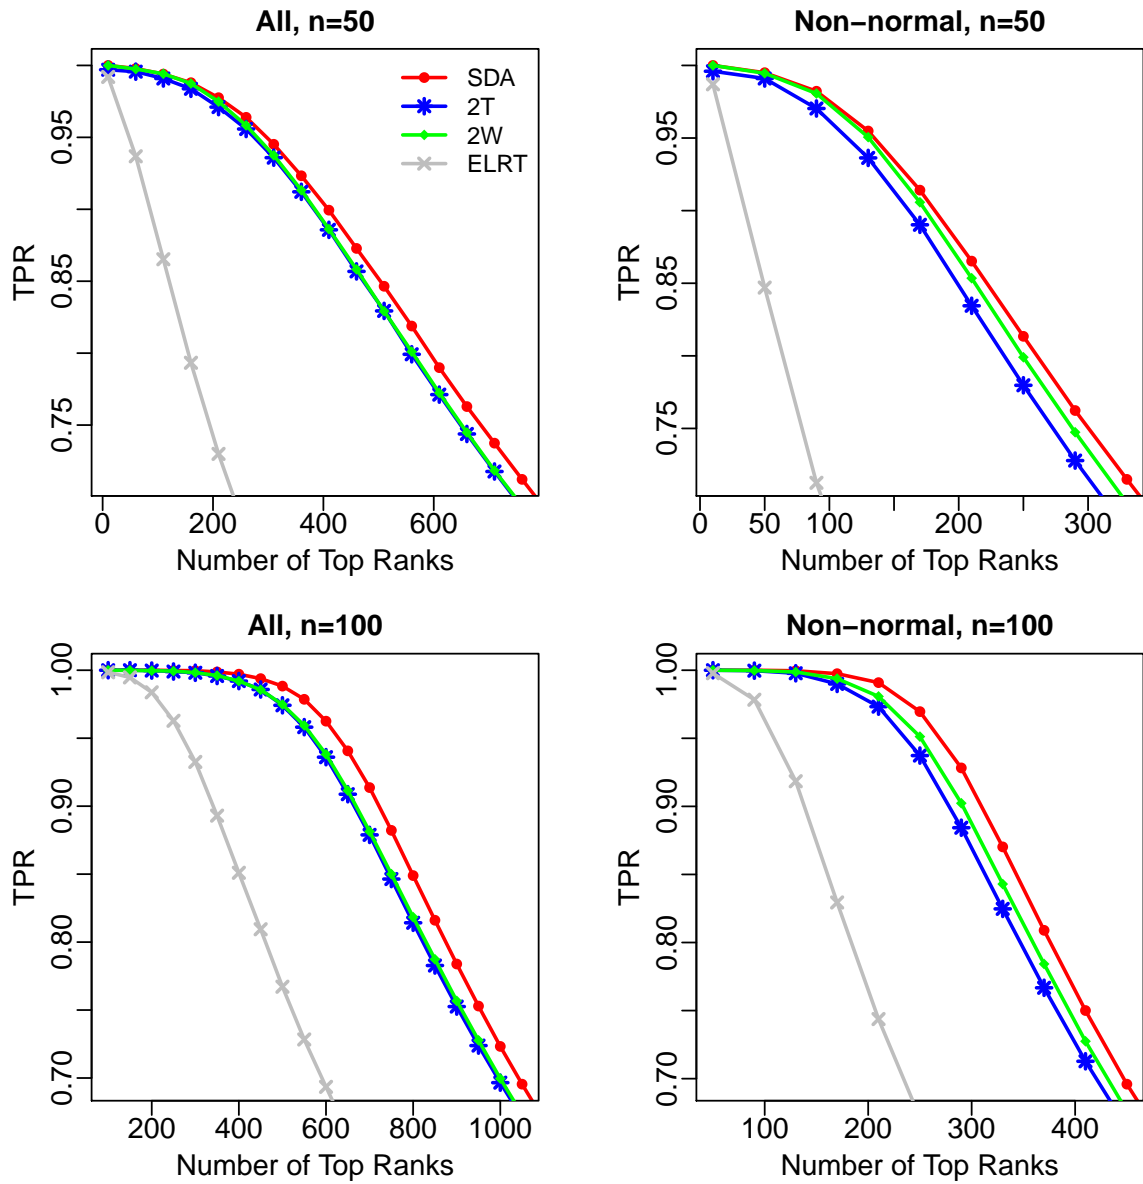 All, n=50
SDA
2T
2W
ELRT
TPR
0.95
0.85
0.75
0
200
400
600
Number of Top Ranks
Non−normal, n=50
TPR
0.95
0.85
0.75
0
50
100
200
300
Number of Top Ranks
All, n=100
TPR
1.00
0.90
0.80
0.70
200
400
600
800
1000
Number of Top Ranks
Non−normal, n=100
TPR
1.00
0.90
0.80
0.70
100
200
300
400
Number of Top Ranks